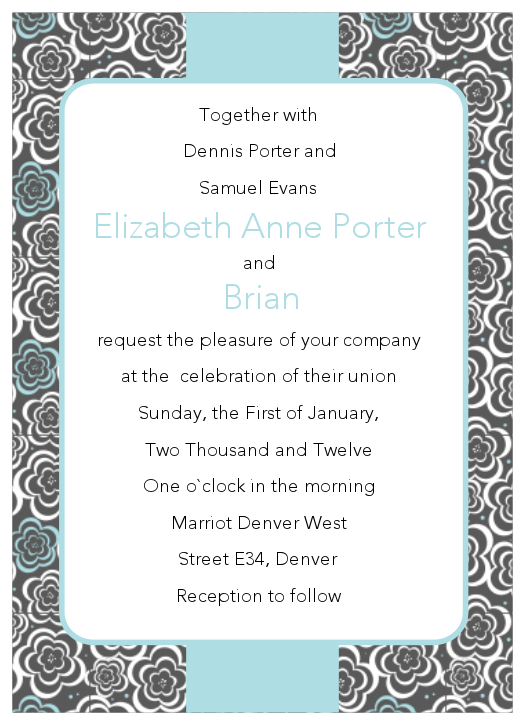 Together with
Dennis Porter and
Samuel Evans
Elizabeth Anne Porter
and
Brian
request the pleasure of your company
at the  celebration of their union
Sunday, the First of January,
Two Thousand and Twelve
One o`clock in the morning
Marriot Denver West
Street E34, Denver
Reception to follow